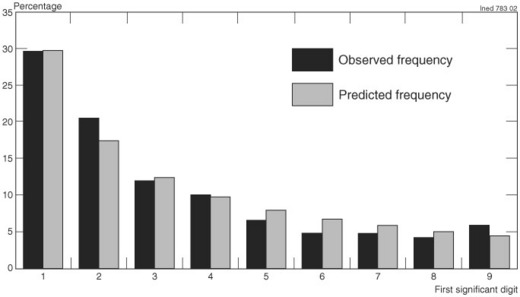 Percentage
Ined 783 02
35
30
25
20
15
10
5
0
Observed frequency
Predicted frequency
1 2 3 4 5 6 7 8 9
First significant digit